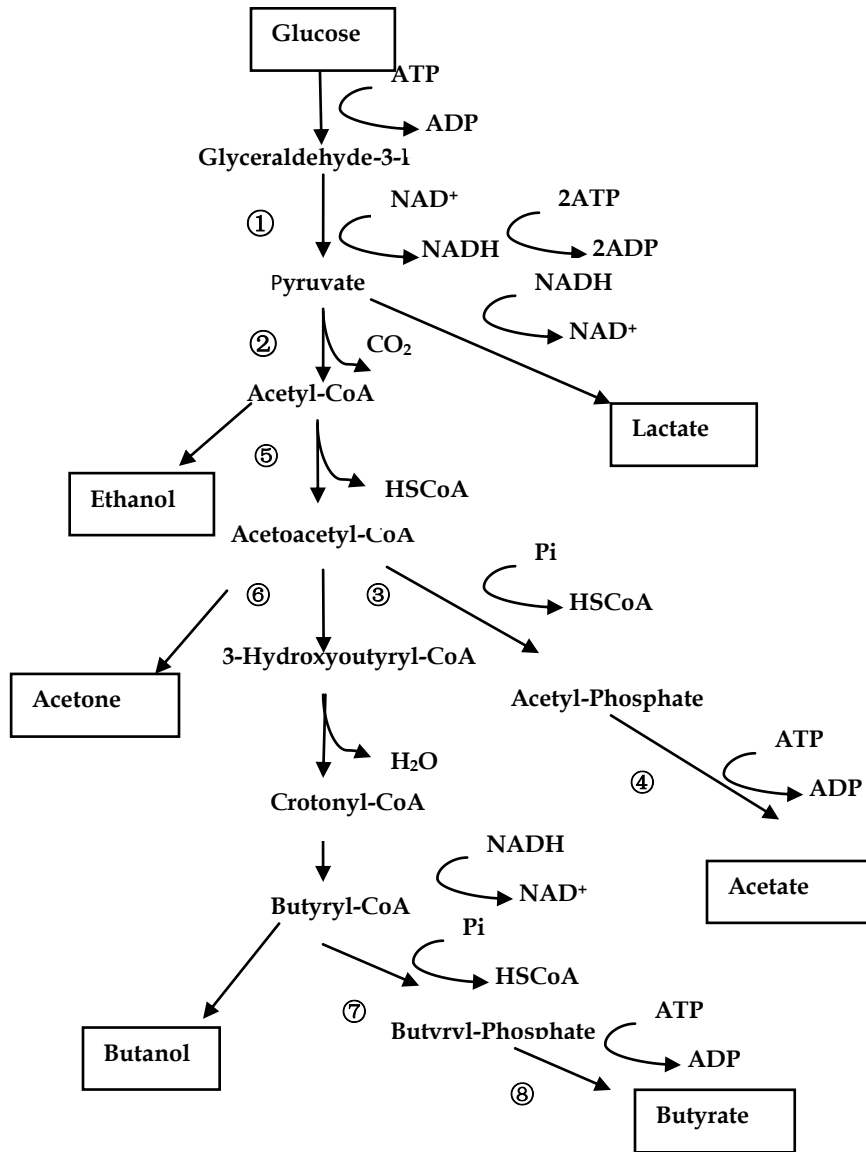 Glucose
ATP
ADP
Glyceraldehyde-3-
NAD⁺
2ATP
①
NADH
2ADP
Pyruvate
NADH
NAD⁺
②
CO₂
Acetyl-CoA
Lactate
⑤
Ethanol
HSCoA
Acetoacetyl-CoA
Pi
⑥
③
HSCoA
3-Hydroxyoutyryl-CoA
Acetone
Acetyl-Phosphate
ATP
H₂O
④
ADP
Crotonyl-CoA
NADH
Acetate
NAD⁺
Butyryl-CoA
Pi
HSCoA
⑦
ATP
Butyryl-Phosphate
Butanol
ADP
⑧
Butyrate